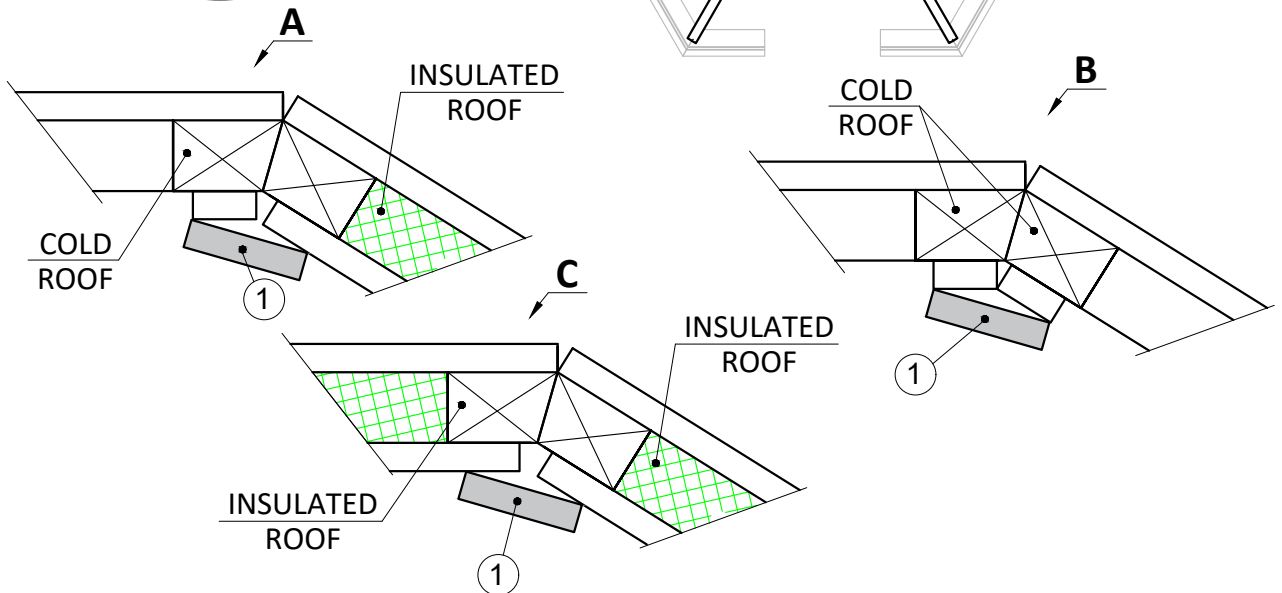 A
INSULATED
ROOF
COLD
ROOF
1
B
COLD
ROOF
1
C
INSULATED
ROOF
INSULATED
ROOF
1